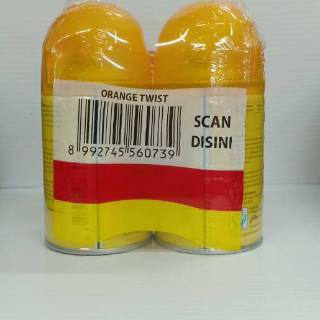 ORANGE TWIST
SCAN
DISINI
8 992745 560739